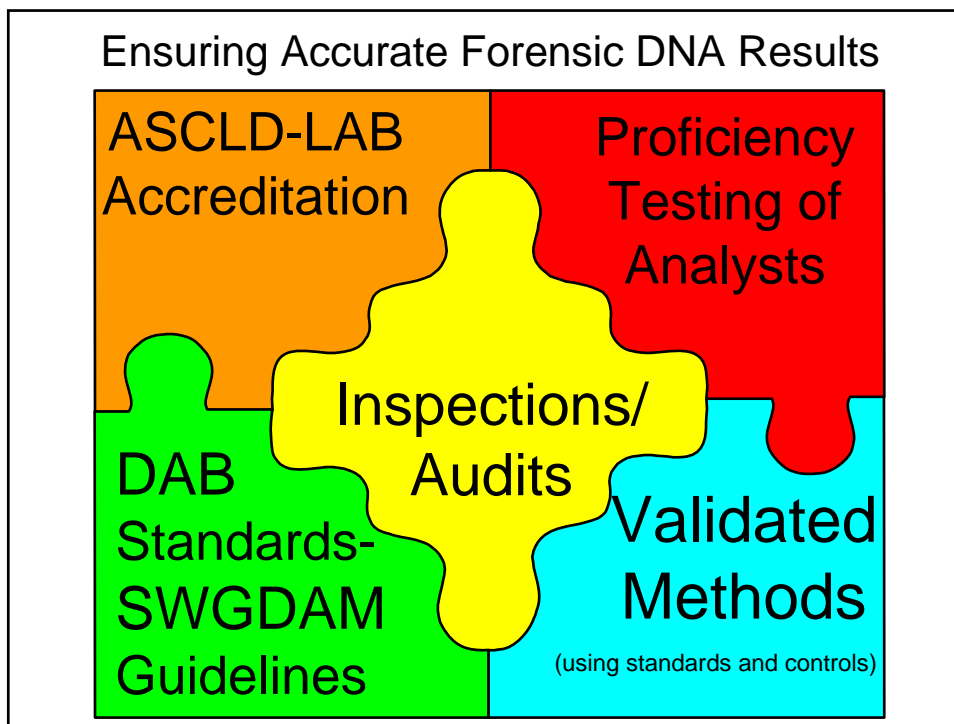 Ensuring Accurate Forensic DNA Results
ASCLD-LAB
Accreditation
Proficiency
Testing of
Analysts
Inspections/
Audits
DAB
Standards-
SWGDAM
Guidelines
Validated
Methods
(using standards and controls)